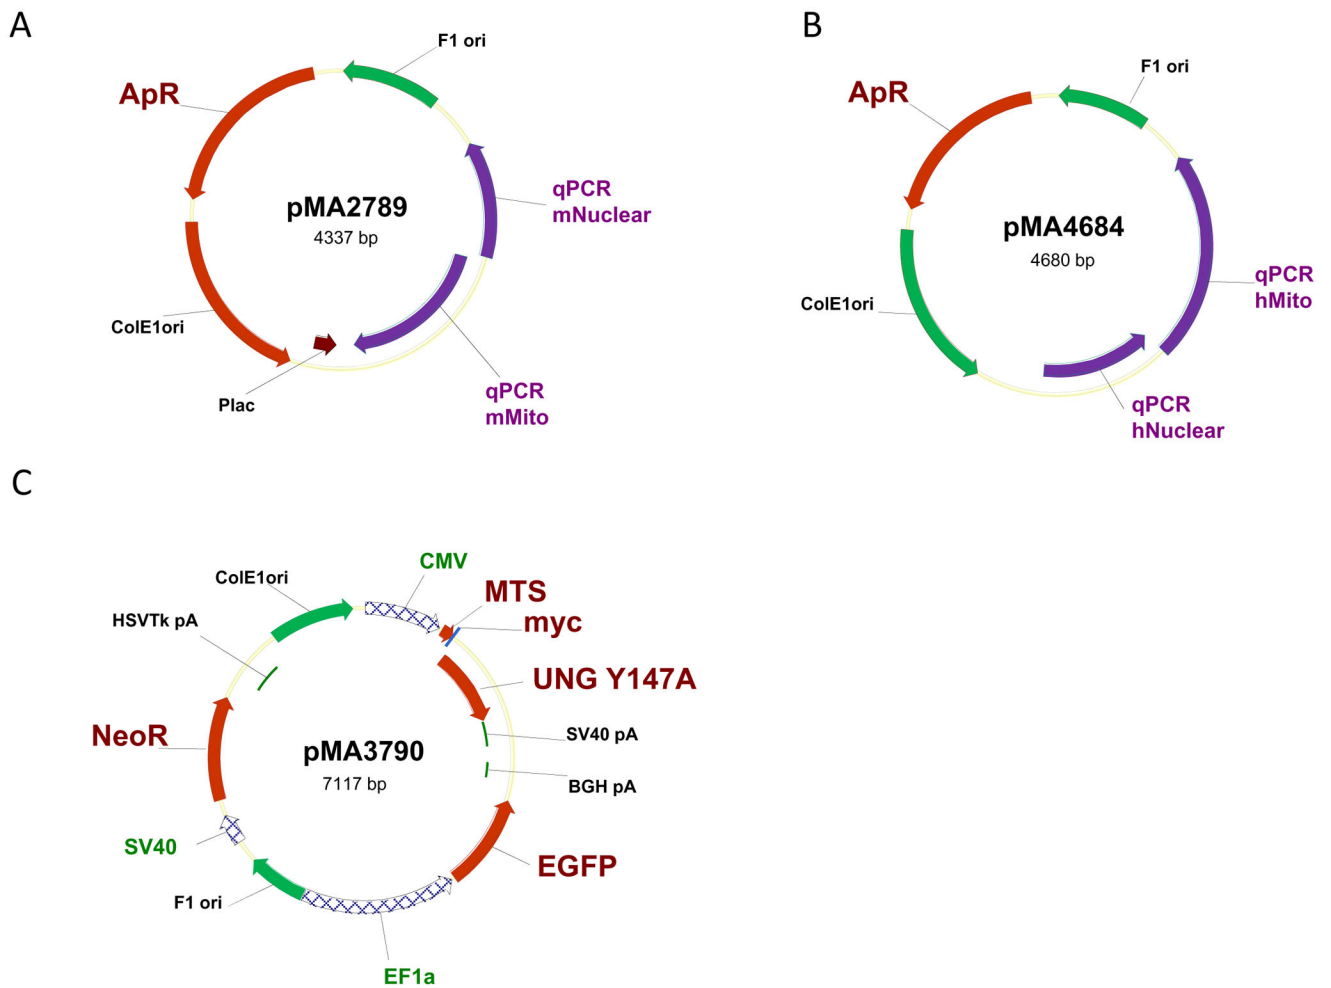 A
F1 ori
ApR
pMA2789
4337 bp
qPCR
mNuclear
ColE1ori
Plac
qPCR
mMito
B
F1 ori
ApR
pMA4684
4680 bp
qPCR
hMito
ColE1ori
qPCR
hNuclear
C
CMV
ColE1ori
MTS
HSVTk pA
myc
UNG Y147A
NeoR
SV40 pA
pMA3790
7117 bp
BGH pA
SV40
EGFP
F1 ori
EF1a